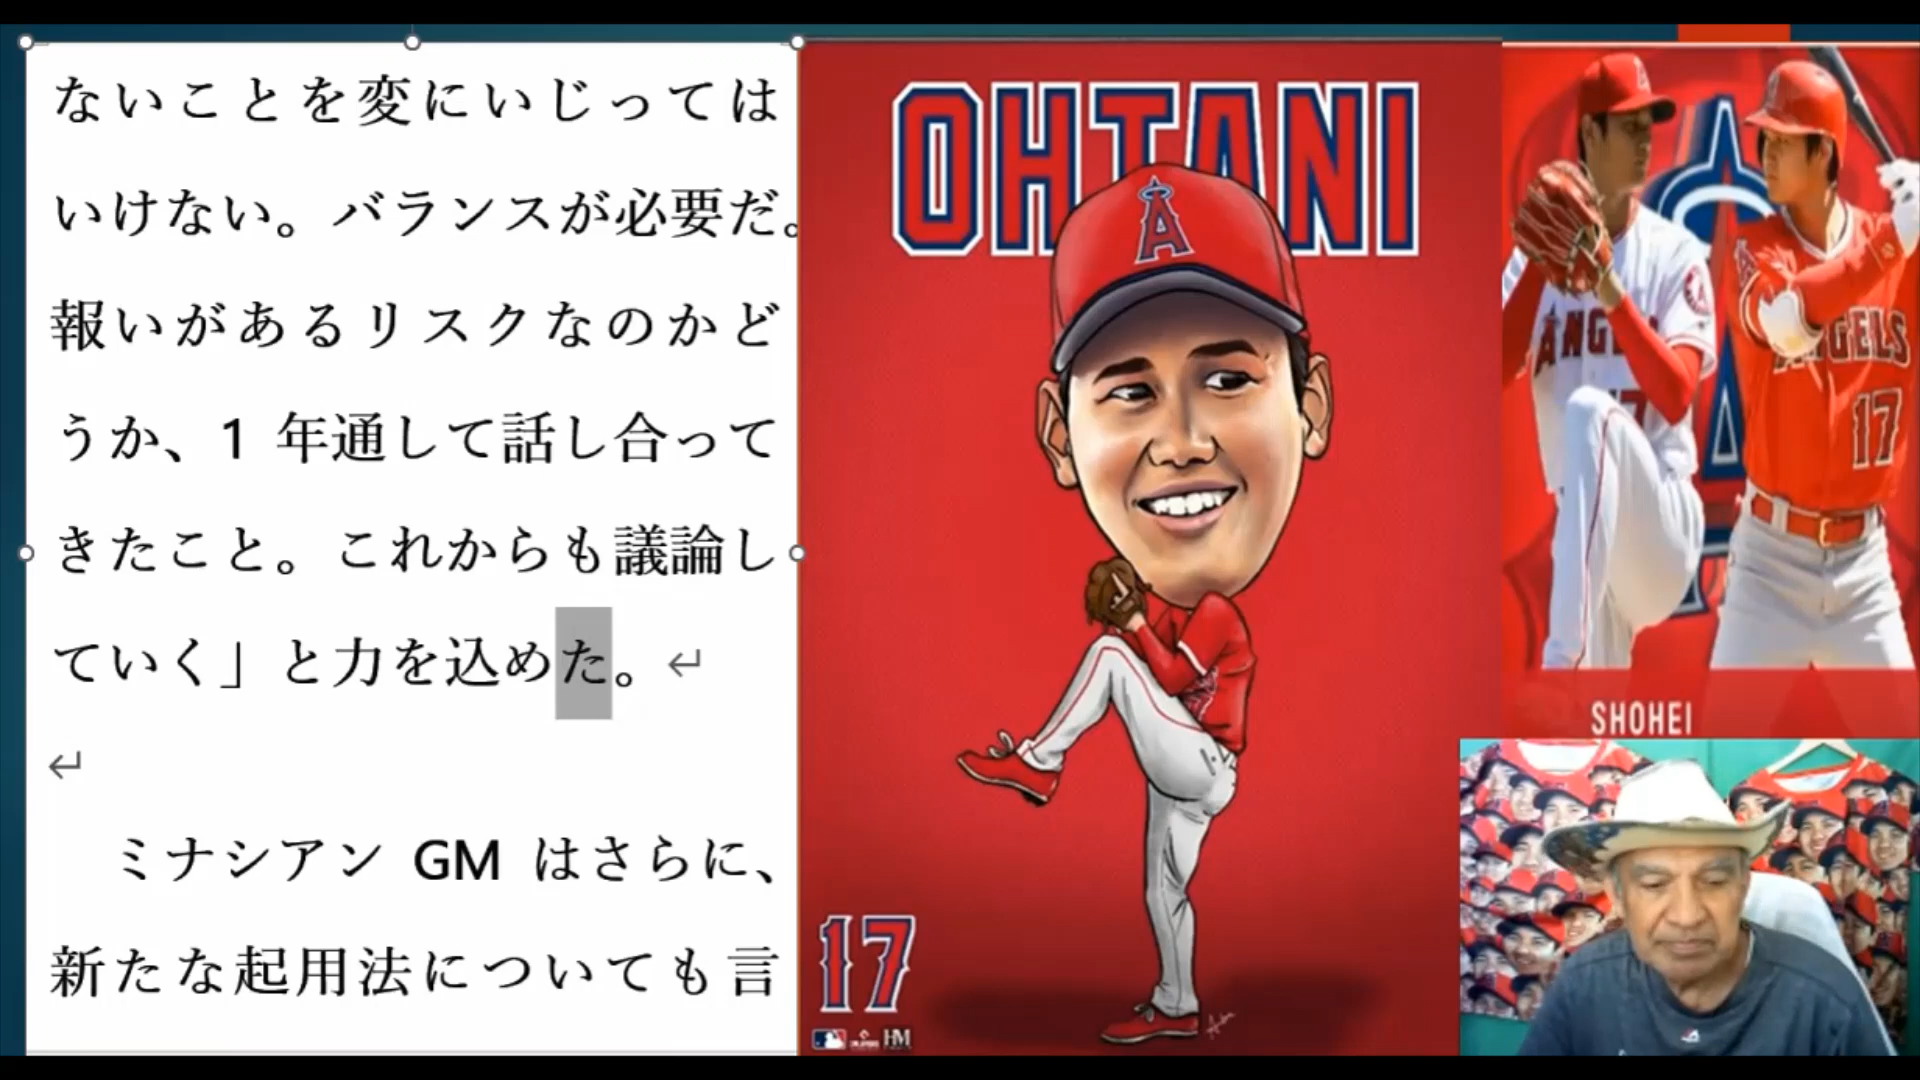 ないことを変にいじっては
いけない。バランスが必要だ。
報いがあるリスクなのかど
うか、1 年通して話し合って
きたこと。これからも議論し
ていく」と力を込めた。
ミナシアン GM はさらに、
新たな起用法についても言
OHTANI
A
17
HM
ANGELS
17
SHOHEI